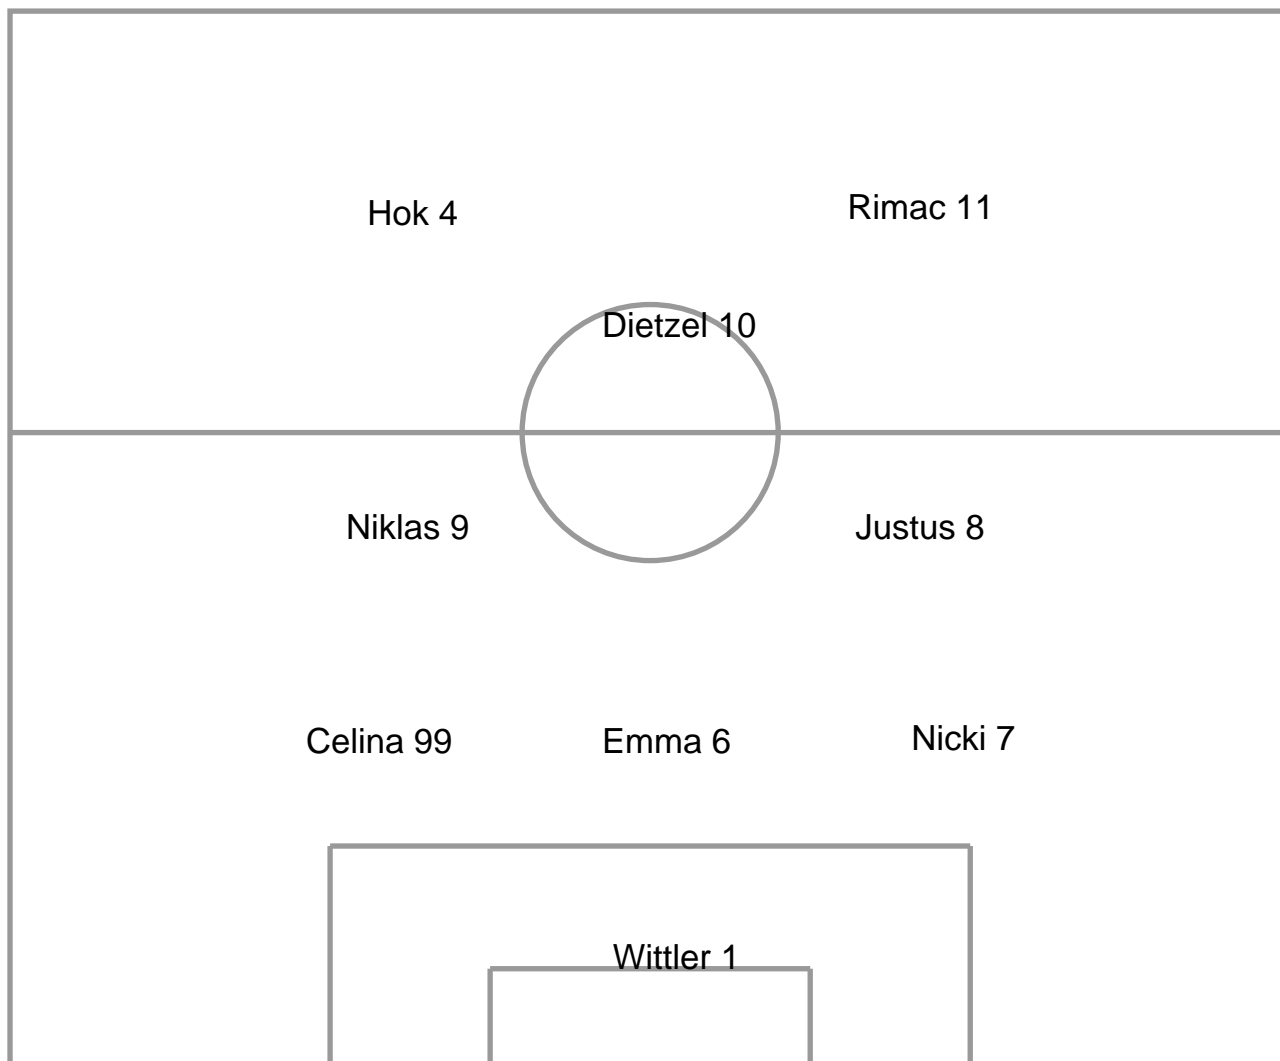 Hok 4
Rimac 11
Dietzel 10
Niklas 9
Justus 8
Celina 99
Emma 6
Nicki 7
Wittler 1